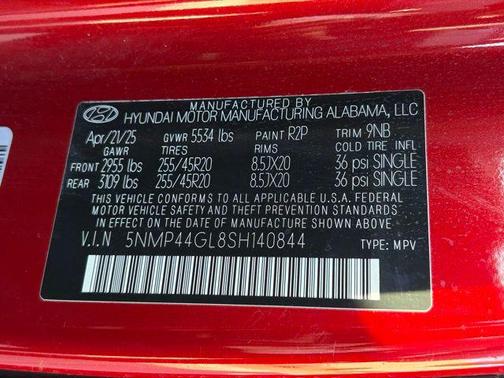 MANUFACTURED BY
HYUNDAI MOTOR MANUFACTURING ALABAMA, LLC
Apr/21/25 GVWR 5534 lbs PAINT R2P TRIM 9NB
GAWR TIRES RIMS COLD TIRE INFL
FRONT 2955 lbs 255/45R20 8.5JX20 36 psi SINGLE
REAR 3109 lbs 255/45R20 8.5JX20 36 psi SINGLE
THIS VEHICLE CONFORMS TO ALL APPLICABLE U.S.A. FEDERAL
MOTOR VEHICLE SAFETY AND THEFT PREVENTION STANDARDS
IN EFFECT ON THE DATE OF MANUFACTURE SHOWN ABOVE.
V.I.N 5NMP44GL8SH140844 TYPE: MPV